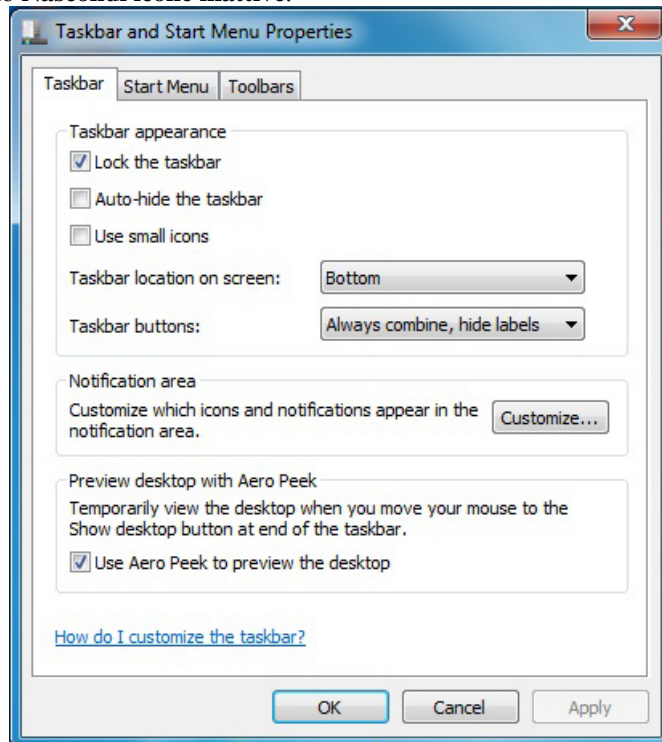 Nascondi icone inattive.
Taskbar and Start Menu Properties
Taskbar Start Menu Toolbars
Taskbar appearance
Lock the taskbar
Auto-hide the taskbar
Use small icons
Taskbar location on screen: Bottom
Taskbar buttons: Always combine, hide labels
Notification area
Customize which icons and notifications appear in the
notification area.
Customize...
Preview desktop with Aero Peek
Temporarily view the desktop when you move your mouse to the
Show desktop button at end of the taskbar.
Use Aero Peek to preview the desktop
How do I customize the taskbar?
OK Cancel Apply